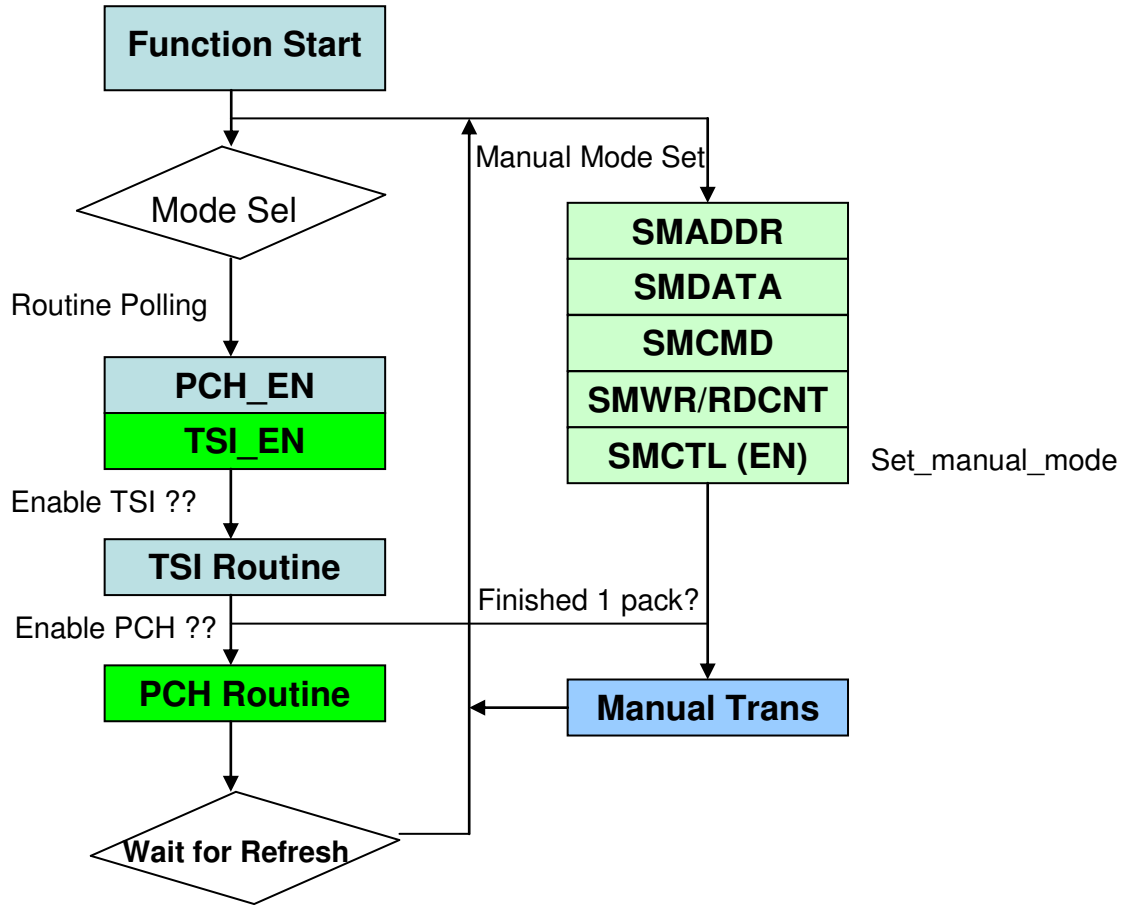 Function Start
Manual Mode Set
Mode Sel
SMADDR
SMDATA
Routine Polling
SMCMD
PCH_EN
SMWR/RDCNT
TSI_EN
SMCTL (EN)
Set_manual_mode
Enable TSI ??
TSI Routine
Finished 1 pack?
Enable PCH ??
PCH Routine
Manual Trans
Wait for Refresh